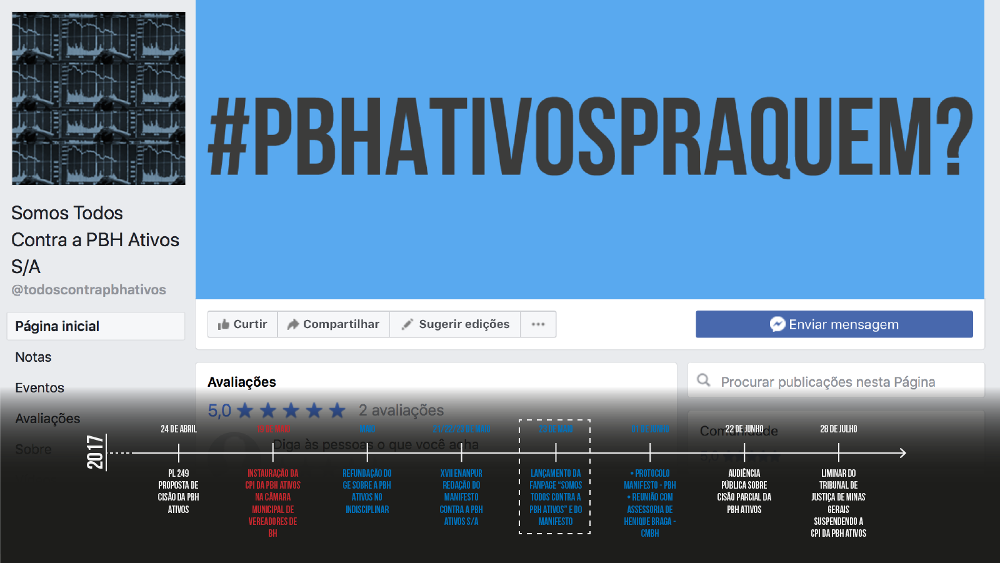 #PBHATIVOSPRAQUEM?
Somos Todos
Contra a PBH Ativos
S/A
@todoscontrapbhativos
Página inicial
Notas
Eventos
Avaliações
Sobre
Curtir
Compartilhar
Sugerir edições
Enviar mensagem
Avaliações
5,0
2 avaliações
Diga às pessoas o que você acha
Procurar publicações nesta Página
Comunidade
5,0
2017
24 DE ABRIL
PL 249
PROPOSTA DE
CISÃO DA PBH
ATIVOS
19 DE MAIO
INSTAURAÇÃO DA
CPI DA PBH ATIVOS
NA CÂMARA
MUNICIPAL DE
VEREADORES DE
BH
MAIO
REFUNDAÇÃO DO
GE SOBRE A PBH
ATIVOS NO
INDISCIPLINAR
21/22/23 DE MAIO
XVII ENANPUR
REDAÇÃO DO
MANIFESTO
CONTRA A PBH
ATIVOS S/A
23 DE MAIO
LANÇAMENTO DA
FANPAGE “SOMOS
TODOS CONTRA A
PBH ATIVOS” E DO
MANIFESTO
01 DE JUNHO
• PROTOCOLO
MANIFESTO - PBH
• REUNIÃO COM
ASSESSORIA DE
HENIQUE BRAGA -
CMBH
22 DE JUNHO
AUDIÊNCIA
PÚBLICA SOBRE
CISÃO PARCIAL DA
PBH ATIVOS
28 DE JULHO
LIMINAR DO
TRIBUNAL DE
JUSTIÇA DE MINAS
GERAIS
SUSPENDENDO A
CPI DA PBH ATIVOS